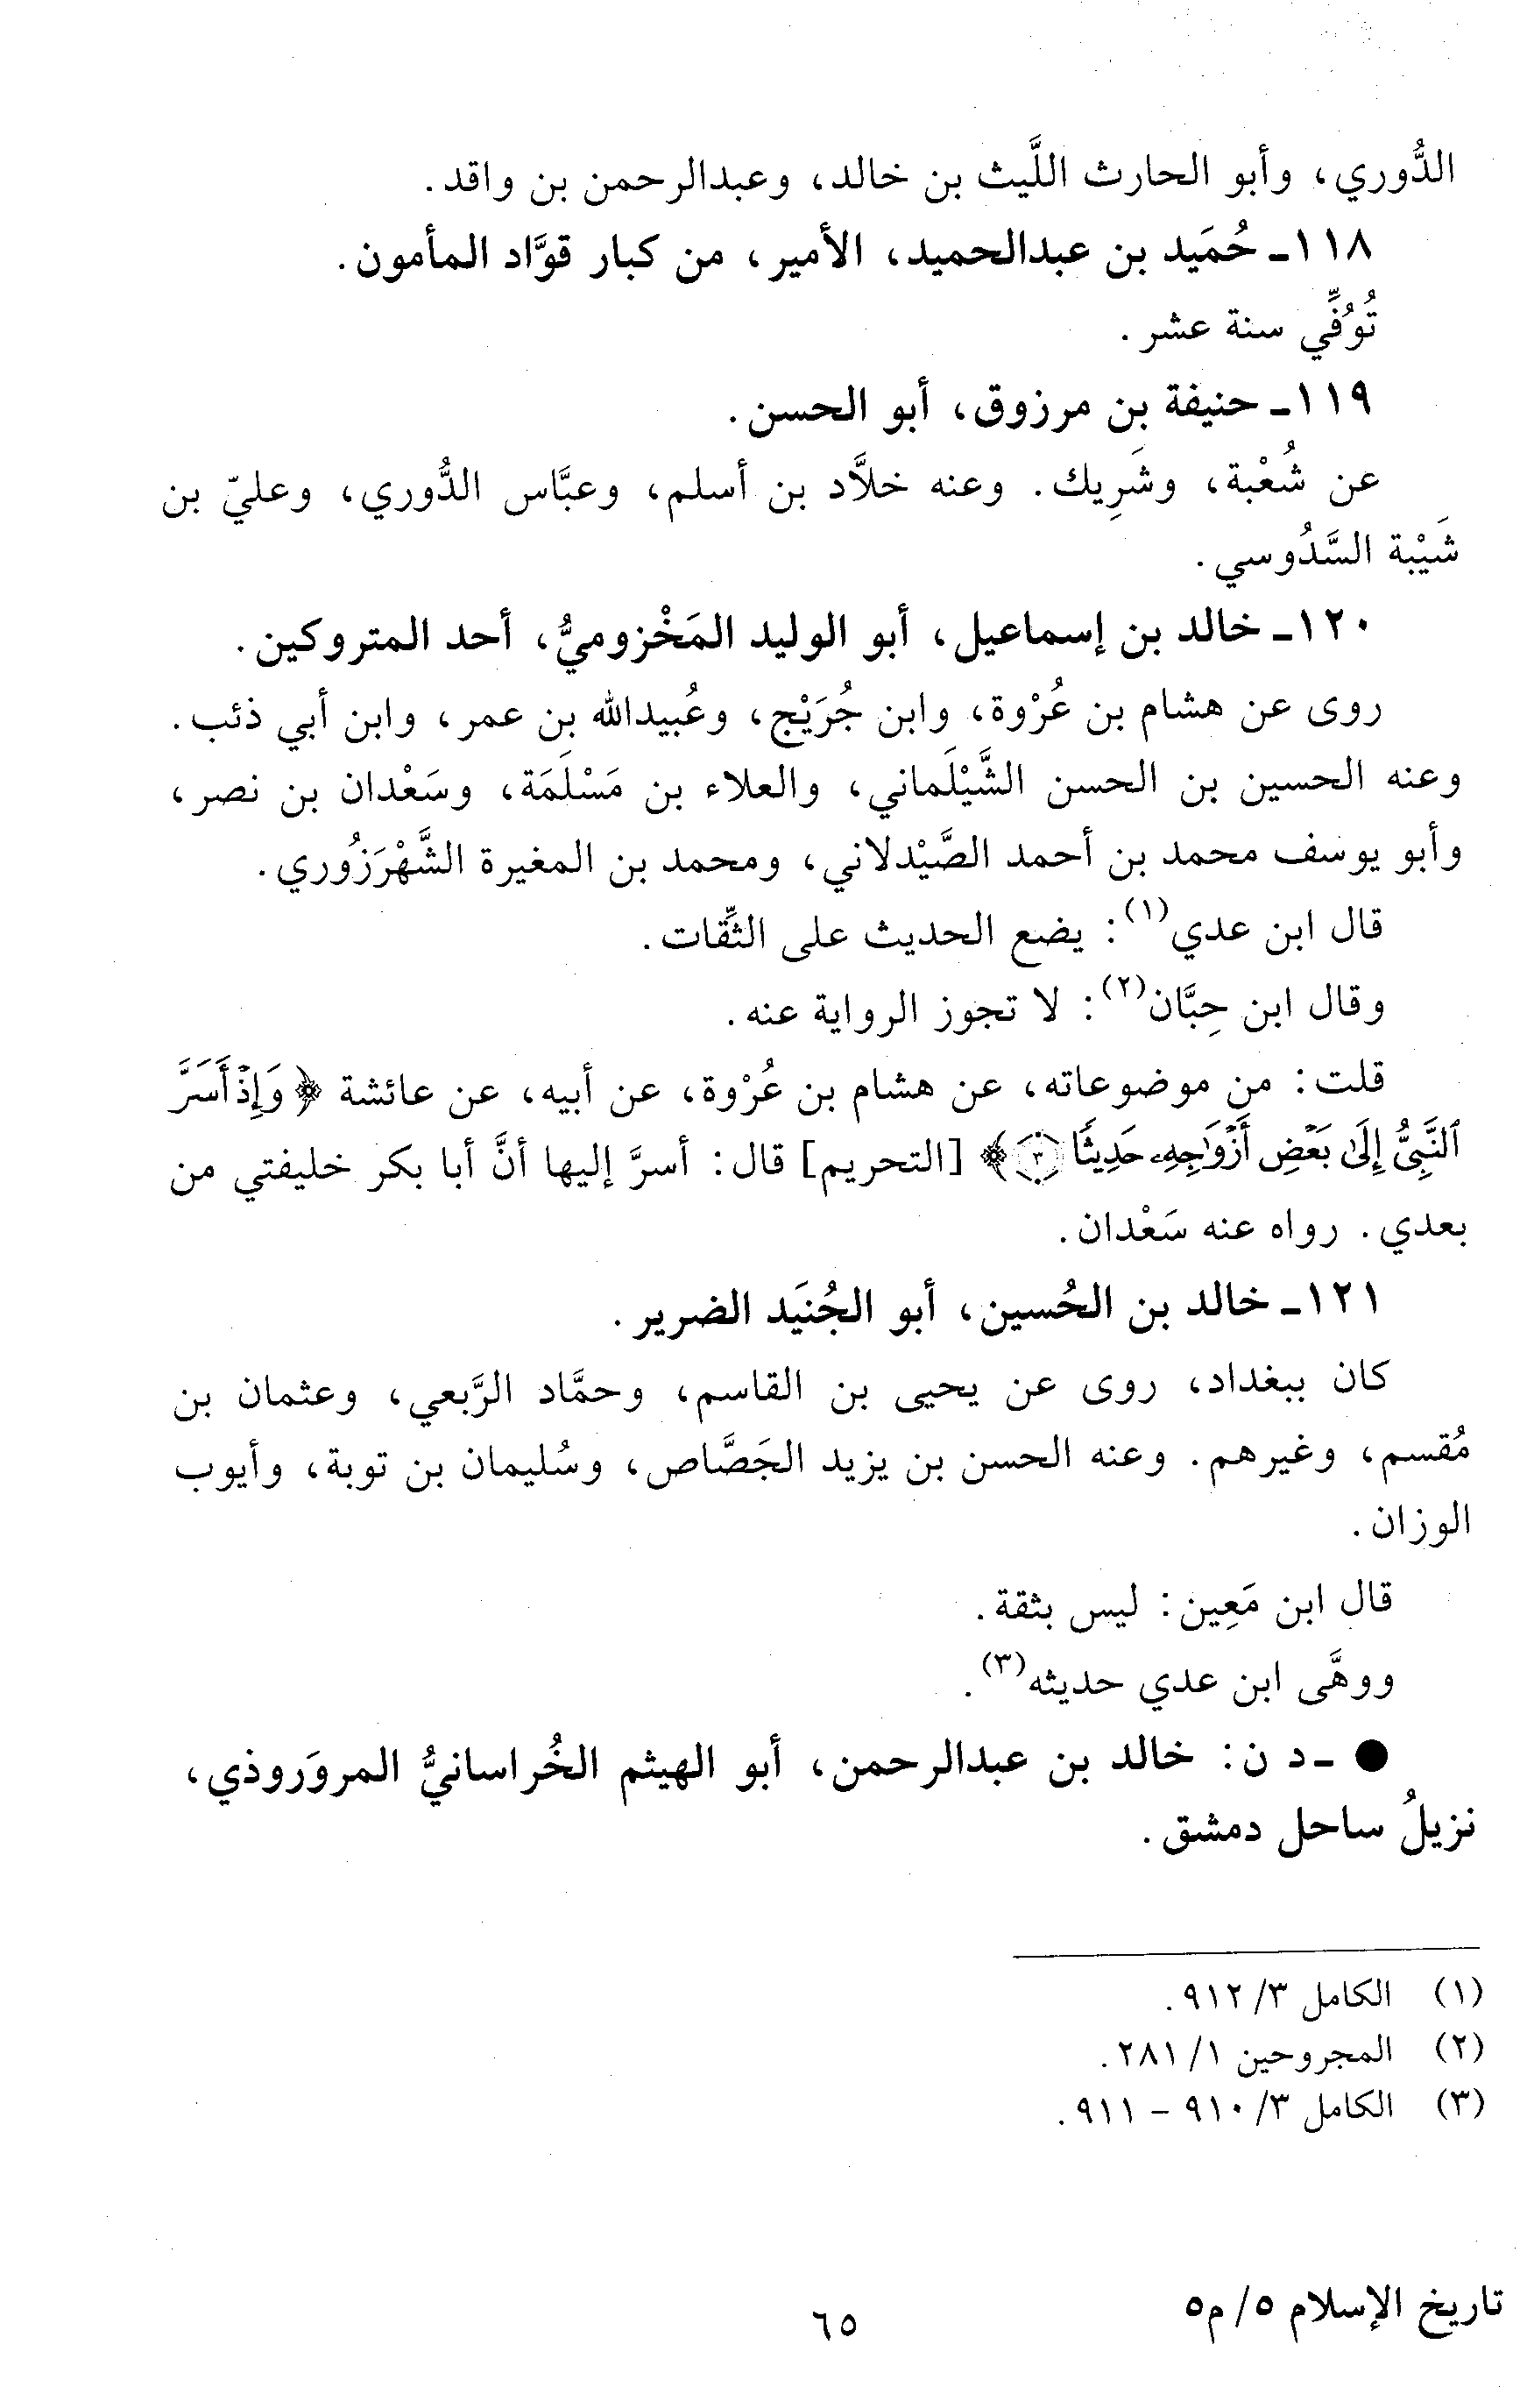 الدُّوري، وأبو الحارث اللَّيث بن خالد، وعبدالرحمن بن واقد.
١١٨ـ حُمَيد بن عبدالحميد، الأمير، من كبار قوَّاد المأمون.
تُوُفِّي سنة عشر.
١١٩ـ حنيفة بن مرزوق، أبو الحسن.
عن شُعْبة، وشَرِيك. وعنه خلاَّد بن أسلم، وعبَّاس الدُّوري، وعليّ بن
شَيْبة السَّدُوسي.
١٢٠ـ خالد بن إسماعيل، أبو الوليد المَخْزوميُّ، أحد المتروكين.
روى عن هشام بن عُرْوة، وابن جُرَيْج، وعُبيدالله بن عمر، وابن أبي ذئب.
وعنه الحسين بن الحسن الشَّيْلَماني، والعلاء بن مَسْلَمَة، وسَعْدان بن نصر،
وأبو يوسف محمد بن أحمد الصَّيْدلاني، ومحمد بن المغيرة الشَّهْرَزُوري.
قال ابن عدي(١): يضع الحديث على الثِّقات.
وقال ابن حِبَّان(٢): لا تجوز الرواية عنه.
قلت: من موضوعاته، عن هشام بن عُرْوة، عن أبيه، عن عائشة ﴿وَإِذْ أَسَرَّ
ٱلنَّبِىُّ إِلَىٰ بَعْضِ أَزْوَٰجِهِۦ حَدِيثًا ٣﴾ [التحريم] قال: أسرَّ إليها أنَّ أبا بكر خليفتي من
بعدي. رواه عنه سَعْدان.
١٢١ـ خالد بن الحُسين، أبو الجُنَيَد الضرير.
كان ببغداد، روى عن يحيى بن القاسم، وحمَّاد الرَّبعي، وعثمان بن
مُقسم، وغيرهم. وعنه الحسن بن يزيد الجَصَّاص، وسُليمان بن توبة، وأيوب
الوزان.
قال ابن مَعِين: ليس بثقة.
ووهَّى ابن عدي حديثه(٣).
● ـ د ن: خالد بن عبدالرحمن، أبو الهيثم الخُراسانيُّ المروَروذي،
نزيلُ ساحل دمشق.
(١) الكامل ٣/ ٩١٢.
(٢) المجروحين ١/ ٢٨١.
(٣) الكامل ٣/ ٩١٠ – ٩١١.
تاريخ الإسلام ٥/ م٥
٦٥